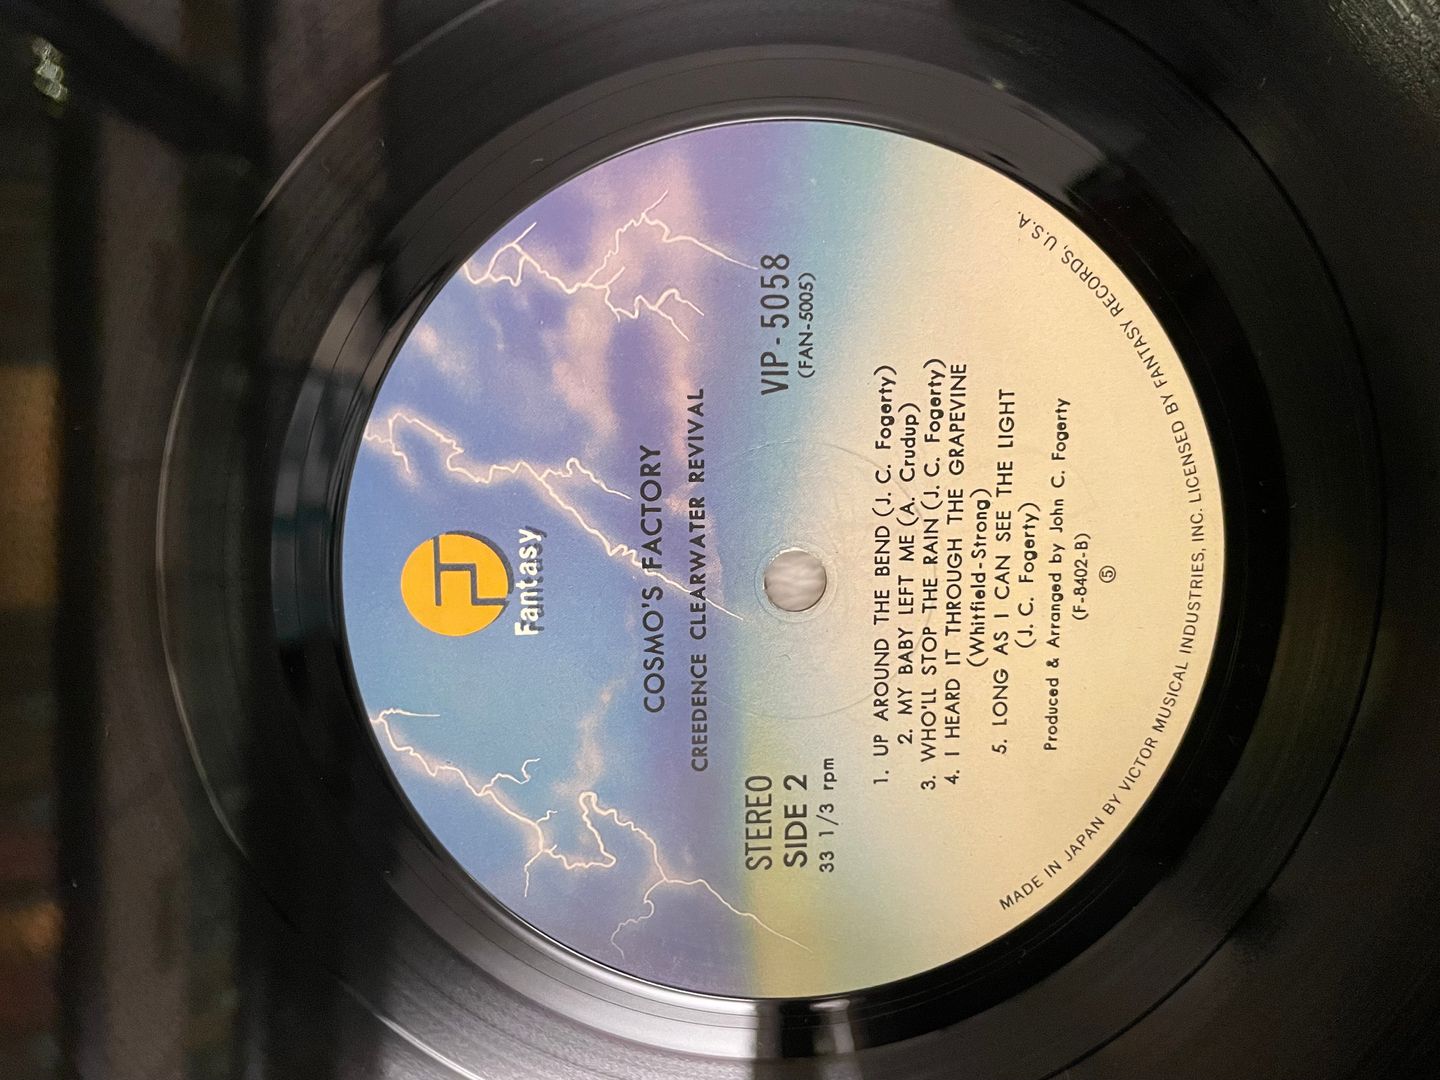 Fantasy
COSMO'S FACTORY
CREEDENCE CLEARWATER REVIVAL
STEREO
SIDE 2
33 1/3 rpm
VIP-5058
(FAN-5005)
1. UP AROUND THE BEND (J. C. Fogerty)
2. MY BABY LEFT ME (A. Crudup)
3. WHO'LL STOP THE RAIN (J. C. Fogerty)
4. I HEARD IT THROUGH THE GRAPEVINE
(Whitfield-Strong)
5. LONG AS I CAN SEE THE LIGHT
(J. C. Fogerty)
Produced & Arranged by John C. Fogerty
(F-8402-B)
⑤
MADE IN JAPAN BY VICTOR MUSICAL INDUSTRIES, INC. LICENSED BY FANTASY RECORDS, U.S.A.